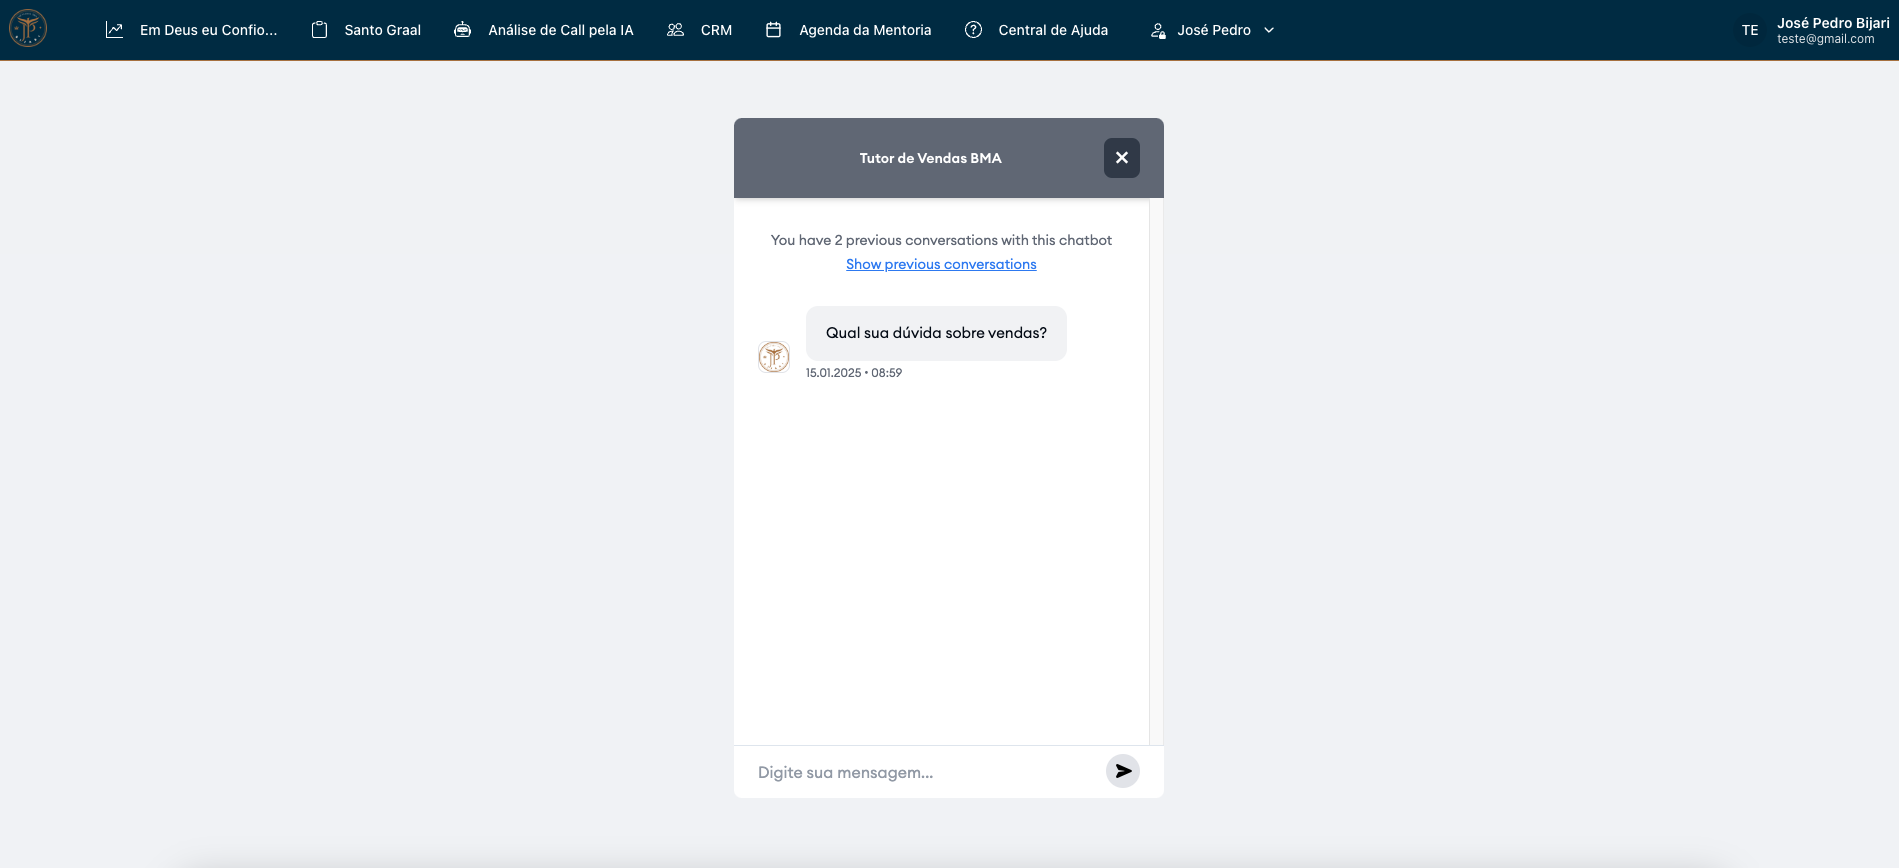 Em Deus eu Confio...
Santo Graal
Análise de Call pela IA
CRM
Agenda da Mentoria
Central de Ajuda
José Pedro
TE
José Pedro Bijari
teste@gmail.com
Tutor de Vendas BMA
You have 2 previous conversations with this chatbot
Show previous conversations
Qual sua dúvida sobre vendas?
15.01.2025 • 08:59
Digite sua mensagem...